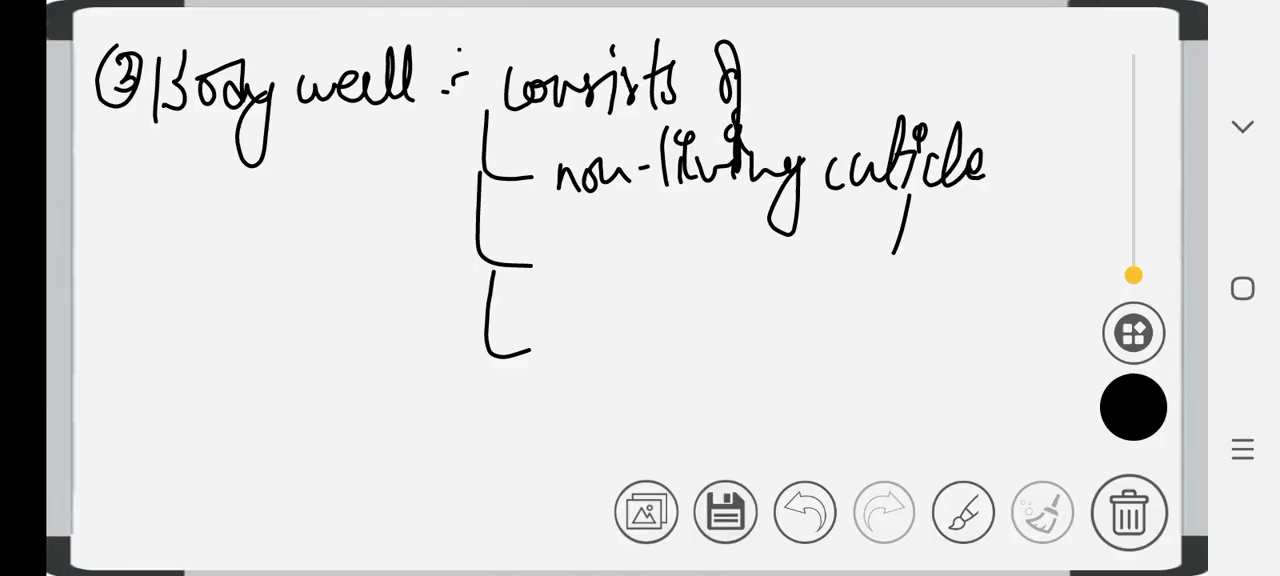 ③ Body wall :- consists of
non-living cuticle